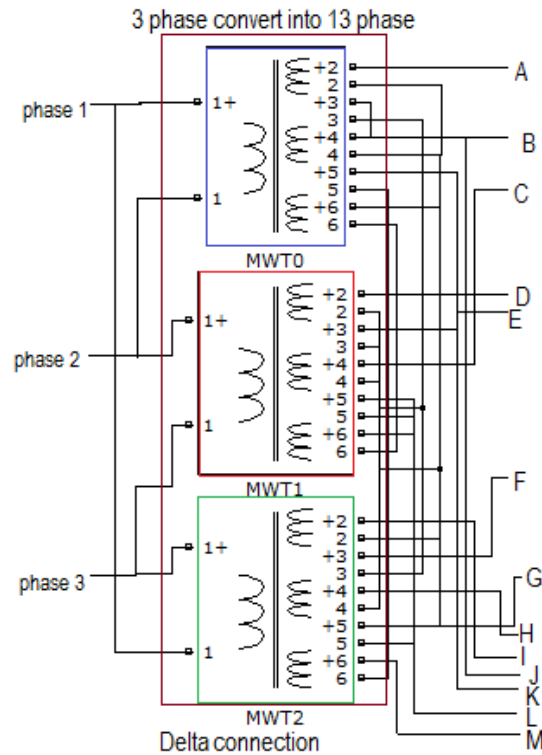 3 phase convert into 13 phase
phase 1
1+
1
+2
2
+3
3
+4
4
+5
5
+6
6
MWT0
A
B
C
phase 2
1+
1
+2
2
+3
3
+4
4
+5
5
+6
6
MWT1
D
E
phase 3
1+
1
+2
2
+3
3
+4
4
+5
5
+6
6
MWT2
F
G
H
I
J
K
L
M
Delta connection